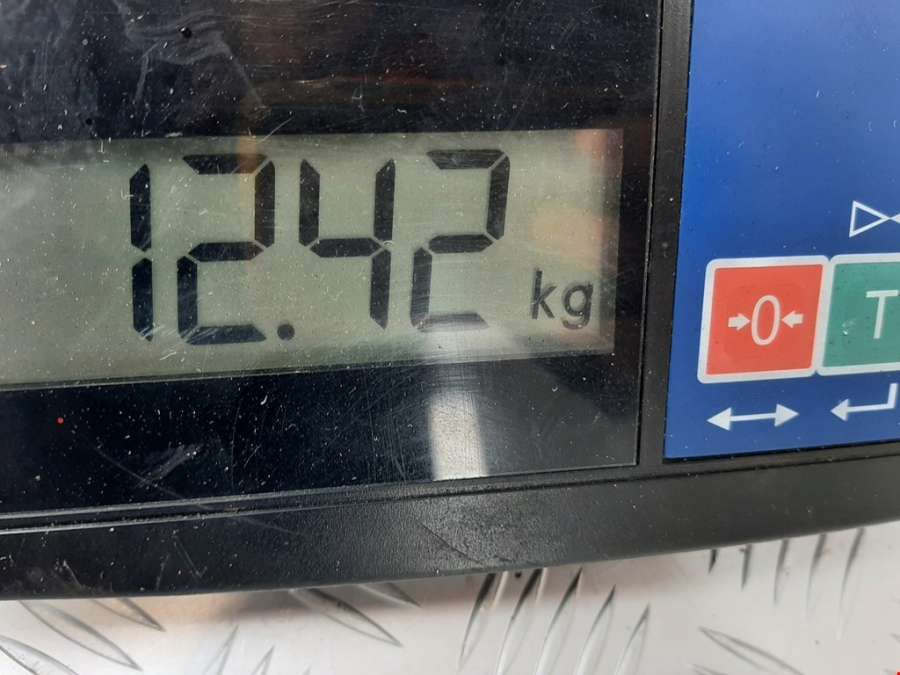 12.42 kg
→0← T